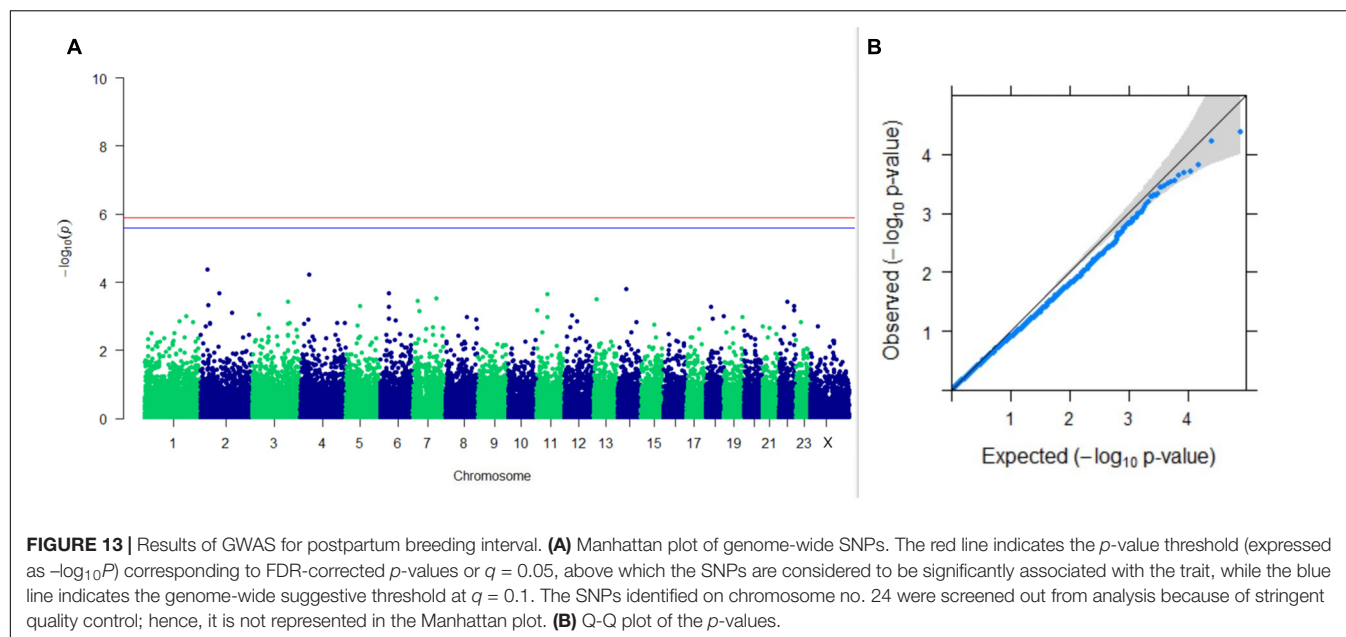 A
B
10
8
6
4
2
0
−log10(p)
1 2 3 4 5 6 7 8 9 10 11 12 13 15 17 19 21 23 X
Chromosome
Observed (−log10 p-value)
4
3
2
1
1 2 3 4
Expected (−log10 p-value)
FIGURE 13 | Results of GWAS for postpartum breeding interval. (A) Manhattan plot of genome-wide SNPs. The red line indicates the p-value threshold (expressed
as –log10P) corresponding to FDR-corrected p-values or q = 0.05, above which the SNPs are considered to be significantly associated with the trait, while the blue
line indicates the genome-wide suggestive threshold at q = 0.1. The SNPs identified on chromosome no. 24 were screened out from analysis because of stringent
quality control; hence, it is not represented in the Manhattan plot. (B) Q-Q plot of the p-values.